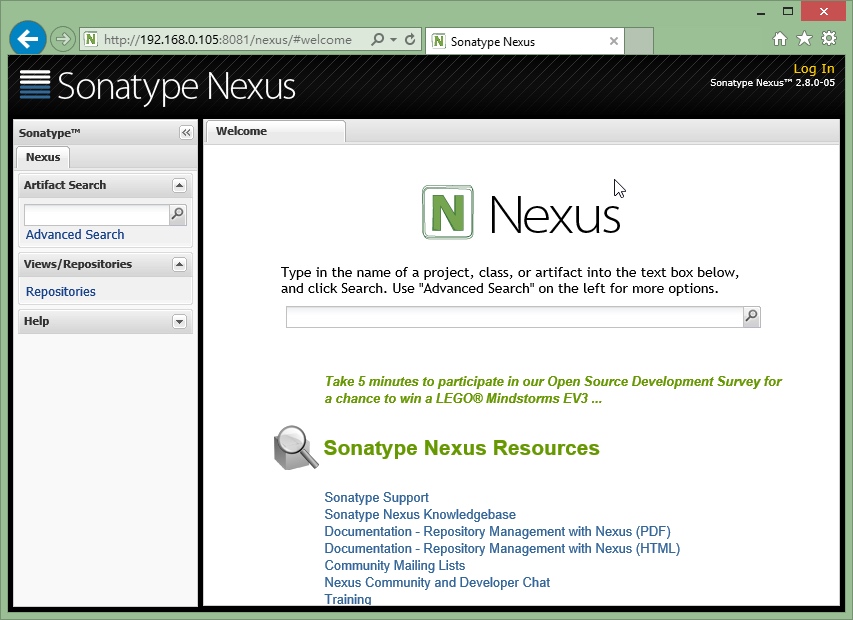 http://192.168.0.105:8081/nexus/#welcome
N Sonatype Nexus
Sonatype Nexus
Log In
Sonatype Nexus™ 2.8.0-05
Sonatype™
Nexus
Artifact Search
Advanced Search
Views/Repositories
Repositories
Help
Welcome
N Nexus
Type in the name of a project, class, or artifact into the text box below,
and click Search. Use "Advanced Search" on the left for more options.
Take 5 minutes to participate in our Open Source Development Survey for
a chance to win a LEGO® Mindstorms EV3 ...
Sonatype Nexus Resources
Sonatype Support
Sonatype Nexus Knowledgebase
Documentation - Repository Management with Nexus (PDF)
Documentation - Repository Management with Nexus (HTML)
Community Mailing Lists
Nexus Community and Developer Chat
Training